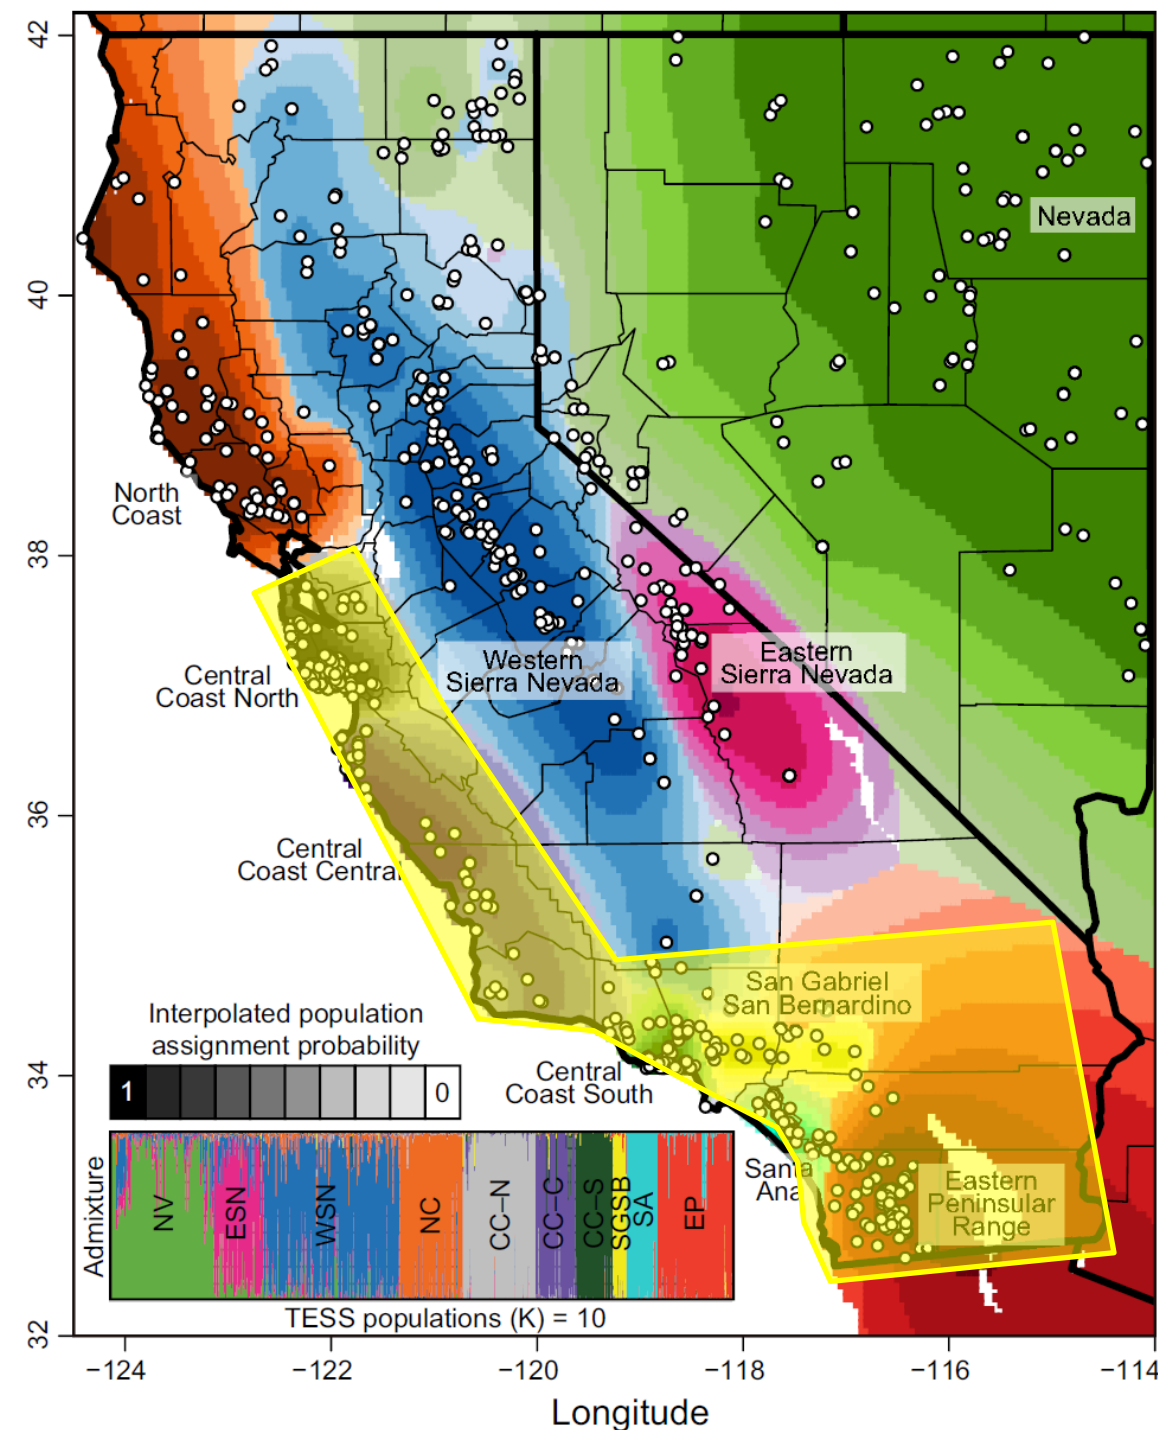 42
40
38
36
34
32
Nevada
North
Coast
Central
Coast North
Western
Sierra Nevada
Eastern
Sierra Nevada
Central
Coast Central
San Gabriel
San Bernardino
Interpolated population
assignment probability
1
0
Central
Coast South
Santa
Ana
Eastern
Peninsular
Range
Admixture
NV
ESN
WSN
NC
CC–N
CC–C
CC–S
SGSB
SA
EP
TESS populations (K) = 10
−124
−122
−120
−118
−116
−114
Longitude